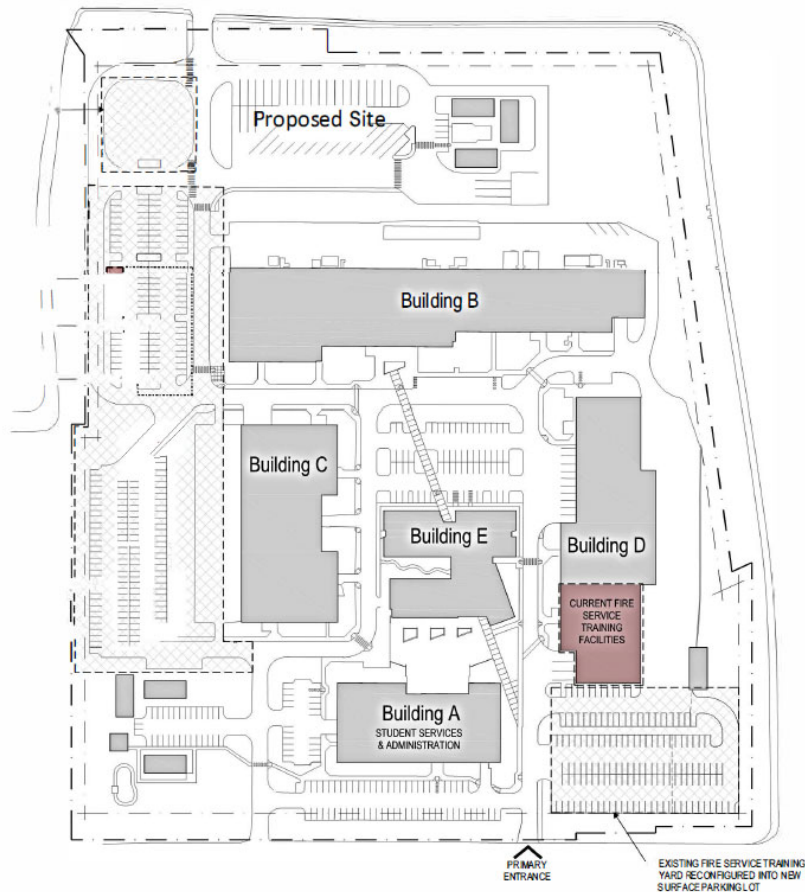 Proposed Site
Building B
Building C
Building E
Building D
CURRENT FIRE
SERVICE
TRAINING
FACILITIES
Building A
STUDENT SERVICES
& ADMINISTRATION
PRIMARY
ENTRANCE
EXISTING FIRE SERVICE TRAINING
YARD RECONFIGURED INTO NEW
SURFACE PARKING LOT